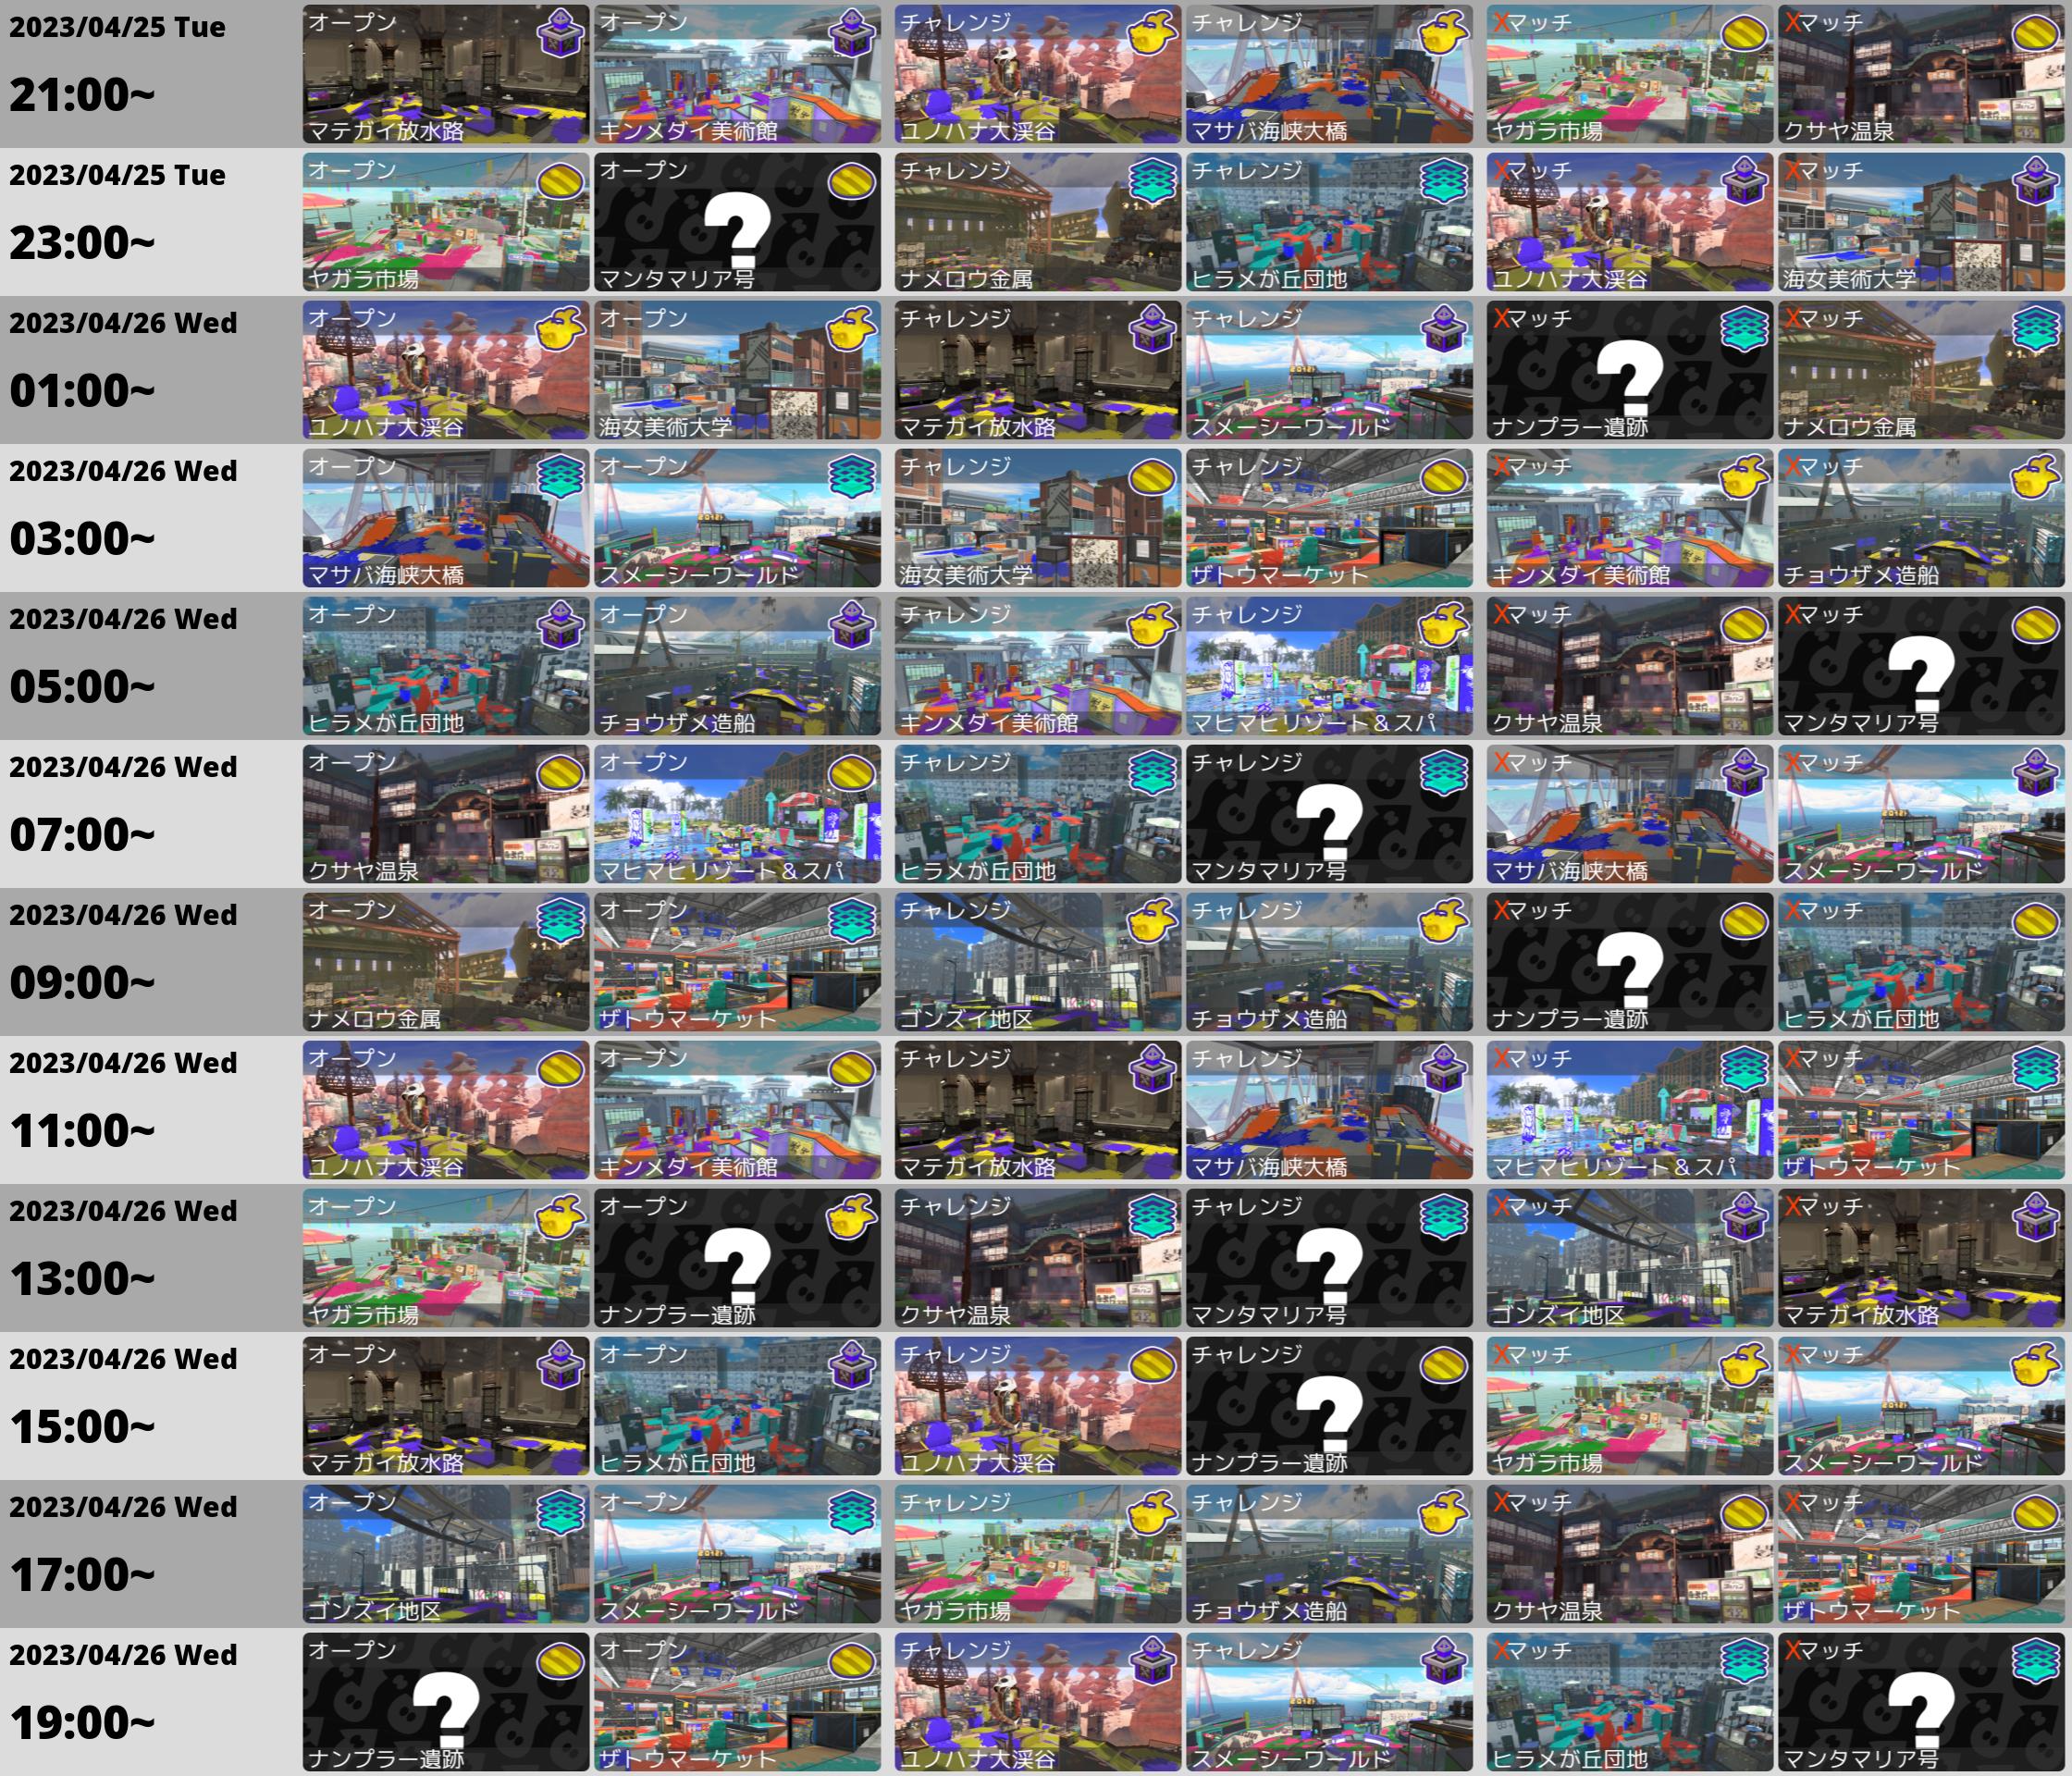 2023/04/25 Tue
21:00~
オープン オープン チャレンジ チャレンジ Xマッチ Xマッチ
マテガイ放水路 キンメダイ美術館 ユノハナ大渓谷 マサバ海峡大橋 ヤガラ市場 クサヤ温泉
2023/04/25 Tue
23:00~
オープン オープン チャレンジ チャレンジ Xマッチ Xマッチ
?
ヤガラ市場 マンタマリア号 ナメロウ金属 ヒラメが丘団地 ユノハナ大渓谷 海女美術大学
2023/04/26 Wed
01:00~
オープン オープン チャレンジ チャレンジ Xマッチ Xマッチ
?
ユノハナ大渓谷 海女美術大学 マテガイ放水路 スメーシーワールド ナンプラー遺跡 ナメロウ金属
2023/04/26 Wed
03:00~
オープン オープン チャレンジ チャレンジ Xマッチ Xマッチ
マサバ海峡大橋 スメーシーワールド 海女美術大学 ザトウマーケット キンメダイ美術館 チョウザメ造船
2023/04/26 Wed
05:00~
オープン オープン チャレンジ チャレンジ Xマッチ Xマッチ
?
ヒラメが丘団地 チョウザメ造船 キンメダイ美術館 マヒマヒリゾート&スパ クサヤ温泉 マンタマリア号
2023/04/26 Wed
07:00~
オープン オープン チャレンジ チャレンジ Xマッチ Xマッチ
?
クサヤ温泉 マヒマヒリゾート&スパ ヒラメが丘団地 マンタマリア号 マサバ海峡大橋 スメーシーワールド
2023/04/26 Wed
09:00~
オープン オープン チャレンジ チャレンジ Xマッチ Xマッチ
?
ナメロウ金属 ザトウマーケット ゴンズイ地区 チョウザメ造船 ナンプラー遺跡 ヒラメが丘団地
2023/04/26 Wed
11:00~
オープン オープン チャレンジ チャレンジ Xマッチ Xマッチ
ユノハナ大渓谷 キンメダイ美術館 マテガイ放水路 マサバ海峡大橋 マヒマヒリゾート&スパ ザトウマーケット
2023/04/26 Wed
13:00~
オープン オープン チャレンジ チャレンジ Xマッチ Xマッチ
? ?
ヤガラ市場 ナンプラー遺跡 クサヤ温泉 マンタマリア号 ゴンズイ地区 マテガイ放水路
2023/04/26 Wed
15:00~
オープン オープン チャレンジ チャレンジ Xマッチ Xマッチ
?
マテガイ放水路 ヒラメが丘団地 ユノハナ大渓谷 ナンプラー遺跡 ヤガラ市場 スメーシーワールド
2023/04/26 Wed
17:00~
オープン オープン チャレンジ チャレンジ Xマッチ Xマッチ
ゴンズイ地区 スメーシーワールド ヤガラ市場 チョウザメ造船 クサヤ温泉 ザトウマーケット
2023/04/26 Wed
19:00~
オープン オープン チャレンジ チャレンジ Xマッチ Xマッチ
? ?
ナンプラー遺跡 ザトウマーケット ユノハナ大渓谷 スメーシーワールド ヒラメが丘団地 マンタマリア号